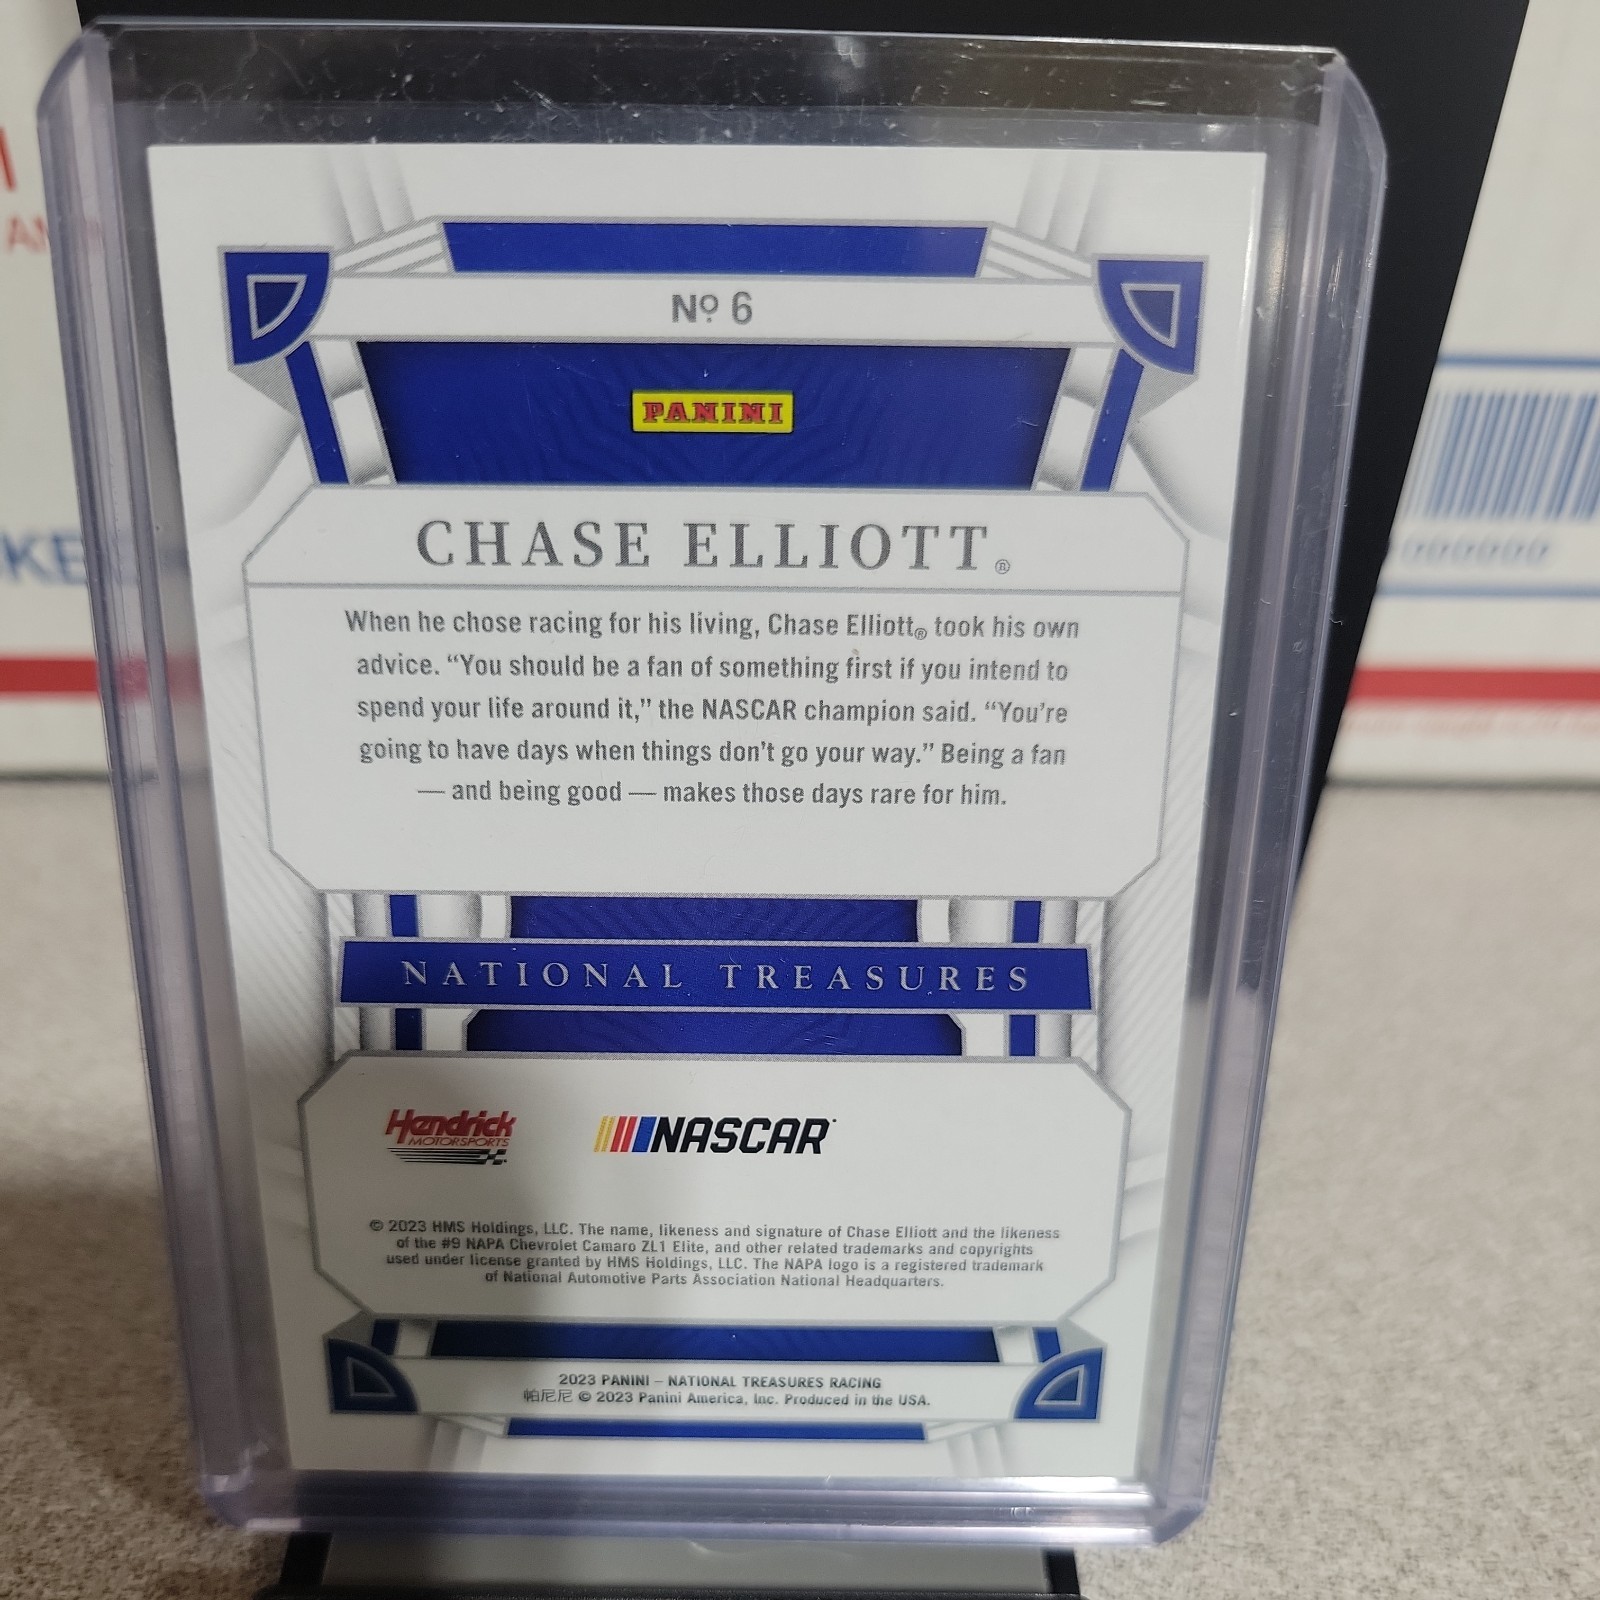 Nº 6
PANINI
CHASE ELLIOTT®
When he chose racing for his living, Chase Elliott® took his own
advice. “You should be a fan of something first if you intend to
spend your life around it,” the NASCAR champion said. “You’re
going to have days when things don’t go your way.” Being a fan
— and being good — makes those days rare for him.
NATIONAL TREASURES
Hendrick
MOTORSPORTS
NASCAR
© 2023 HMS Holdings, LLC. The name, likeness and signature of Chase Elliott and the likeness
of the #9 NAPA Chevrolet Camaro ZL1 Elite, and other related trademarks and copyrights
used under license granted by HMS Holdings, LLC. The NAPA logo is a registered trademark
of National Automotive Parts Association National Headquarters.
2023 PANINI – NATIONAL TREASURES RACING
帕尼尼 © 2023 Panini America, Inc. Produced in the USA.